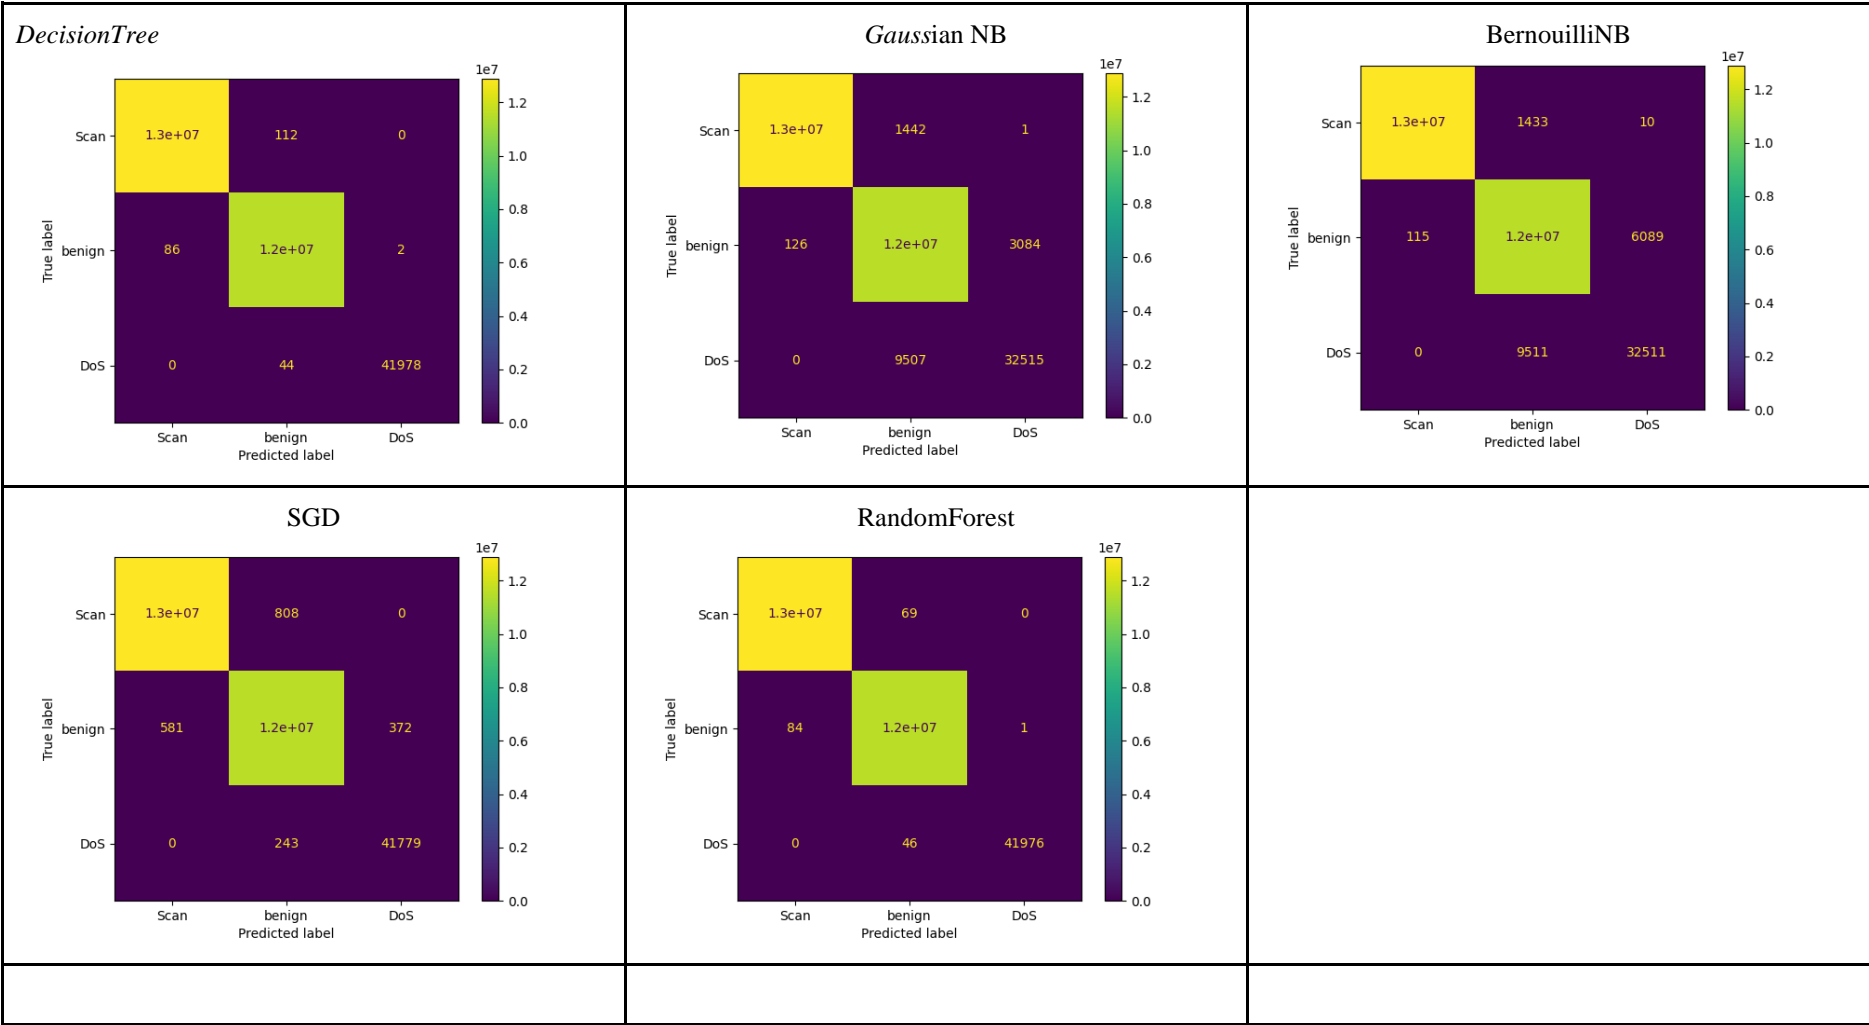 DecisionTree
1e7
Scan 1.3e+07 112 0
benign 86 1.2e+07 2
DoS 0 44 41978
True label
Scan benign DoS
Predicted label
1.2
1.0
0.8
0.6
0.4
0.2
0.0
Gaussian NB
1e7
Scan 1.3e+07 1442 1
benign 126 1.2e+07 3084
DoS 0 9507 32515
True label
Scan benign DoS
Predicted label
1.2
1.0
0.8
0.6
0.4
0.2
0.0
BernouilliNB
1e7
Scan 1.3e+07 1433 10
benign 115 1.2e+07 6089
DoS 0 9511 32511
True label
Scan benign DoS
Predicted label
1.2
1.0
0.8
0.6
0.4
0.2
0.0
SGD
1e7
Scan 1.3e+07 808 0
benign 581 1.2e+07 372
DoS 0 243 41779
True label
Scan benign DoS
Predicted label
1.2
1.0
0.8
0.6
0.4
0.2
0.0
RandomForest
1e7
Scan 1.3e+07 69 0
benign 84 1.2e+07 1
DoS 0 46 41976
True label
Scan benign DoS
Predicted label
1.2
1.0
0.8
0.6
0.4
0.2
0.0